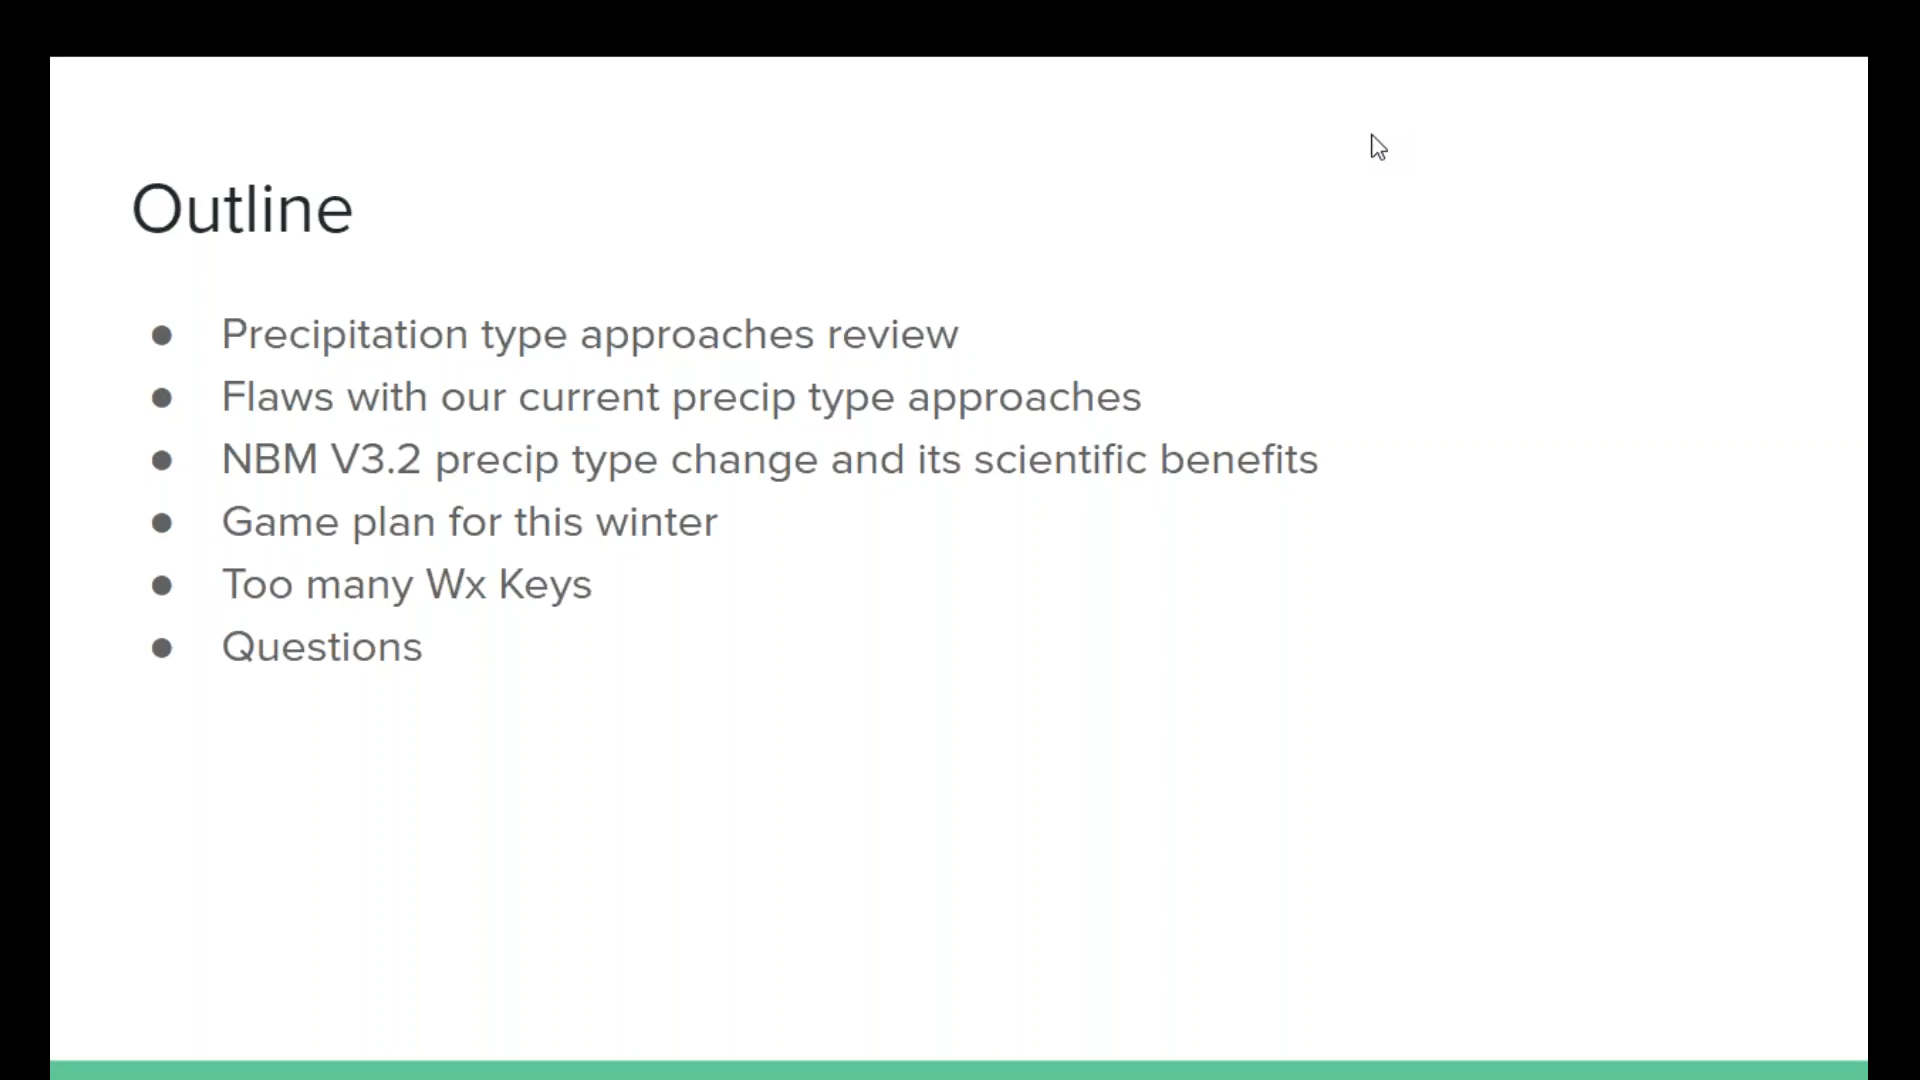 Outline
● Precipitation type approaches review
● Flaws with our current precip type approaches
● NBM V3.2 precip type change and its scientific benefits
● Game plan for this winter
● Too many Wx Keys
● Questions